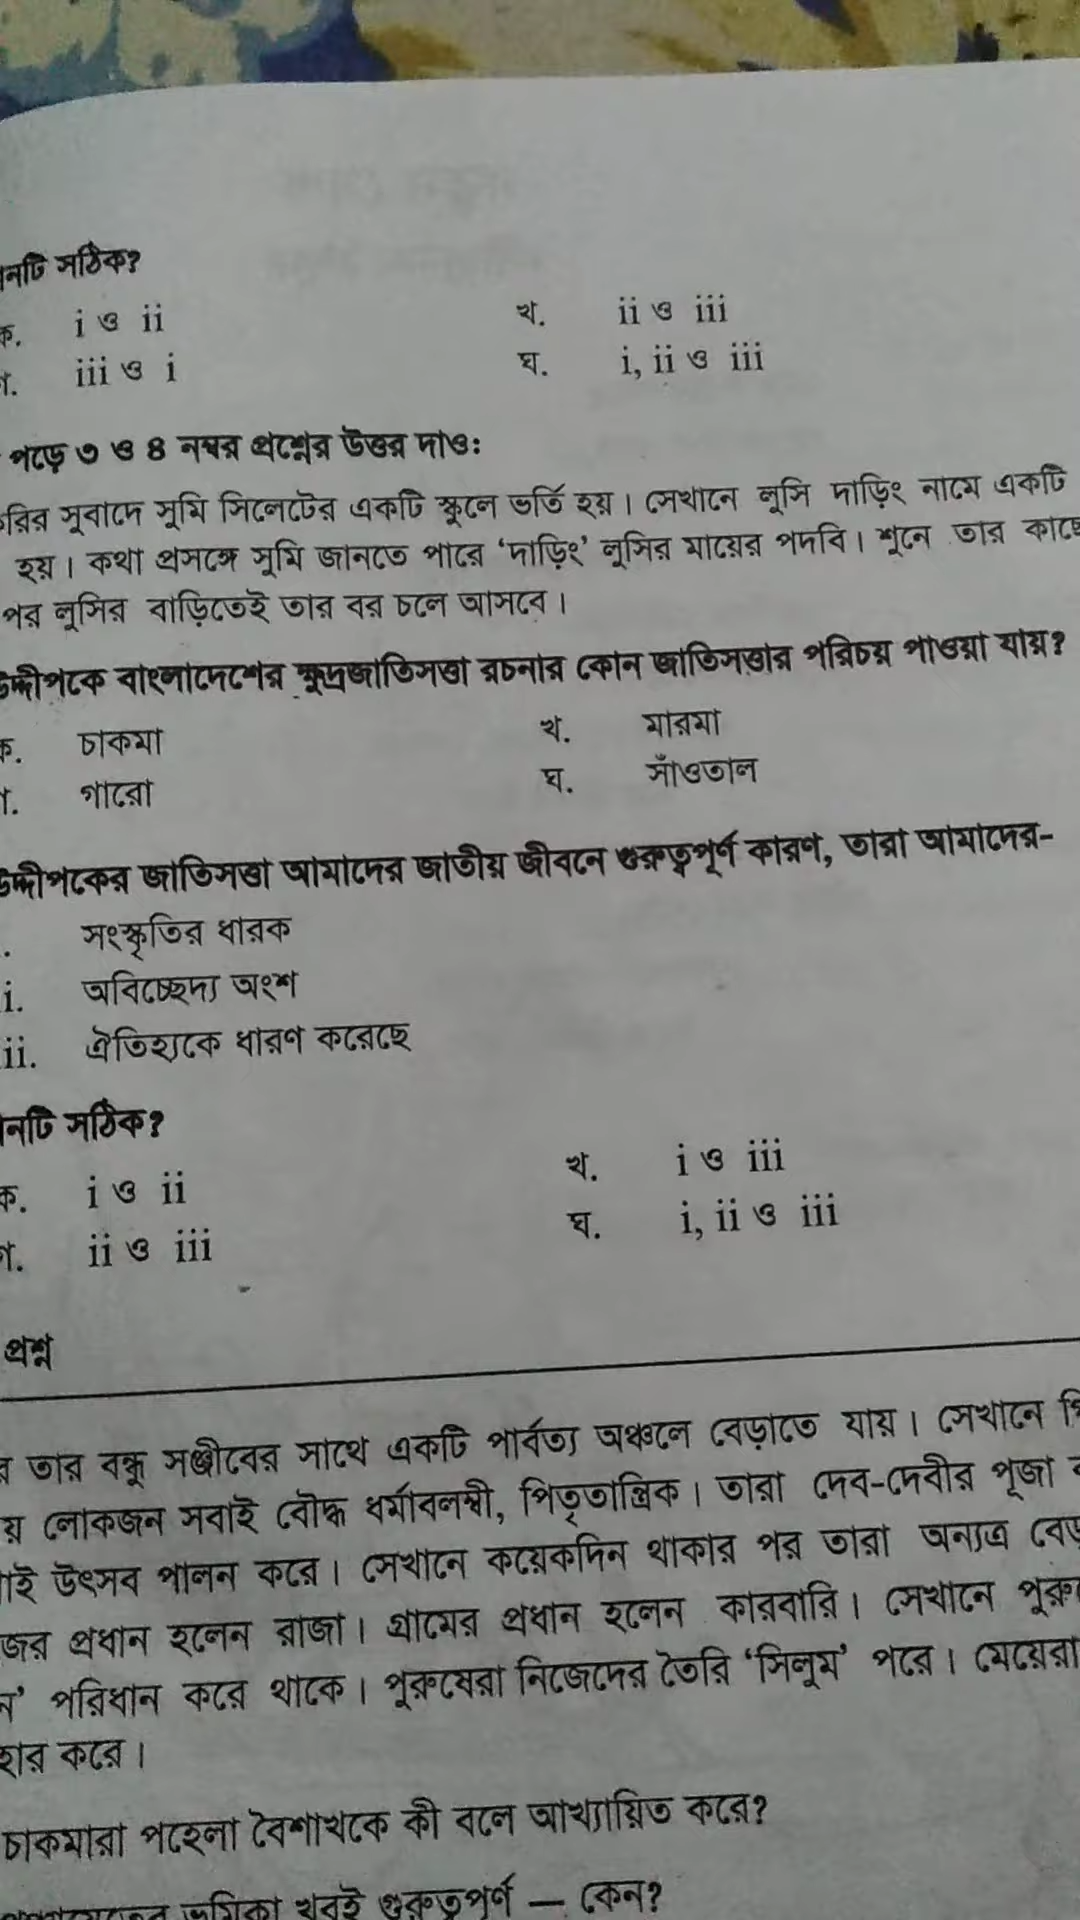 নটি সঠিক?
ক. i ও ii খ. ii ও iii
গ. iii ও i ঘ. i, ii ও iii
পড়ে ৩ ও ৪ নম্বর প্রশ্নের উত্তর দাও:
রির সুবাদে সুমি সিলেটের একটি স্কুলে ভর্তি হয়। সেখানে লুসি দাড়িং নামে একটি
হয়। কথা প্রসঙ্গে সুমি জানতে পারে ‘দাড়িং’ লুসির মায়ের পদবি। শুনে তার কাছে
পর লুসির বাড়িতেই তার বর চলে আসবে।
উদ্দীপকে বাংলাদেশের ক্ষুদ্রজাতিসত্তা রচনার কোন জাতিসত্তার পরিচয় পাওয়া যায়?
ক. চাকমা খ. মারমা
গ. গারো ঘ. সাঁওতাল
উদ্দীপকের জাতিসত্তা আমাদের জাতীয় জীবনে গুরুত্বপূর্ণ কারণ, তারা আমাদের-
. সংস্কৃতির ধারক
i. অবিচ্ছেদ্য অংশ
ii. ঐতিহ্যকে ধারণ করেছে
নটি সঠিক?
ক. i ও ii খ. i ও iii
গ. ii ও iii ঘ. i, ii ও iii
প্রশ্ন
র তার বন্ধু সঞ্জীবের সাথে একটি পার্বত্য অঞ্চলে বেড়াতে যায়। সেখানে
য় লোকজন সবাই বৌদ্ধ ধর্মাবলম্বী, পিতৃতান্ত্রিক। তারা দেব-দেবীর পূজা
াই উৎসব পালন করে। সেখানে কয়েকদিন থাকার পর তারা অন্যত্র বেড়
জের প্রধান হলেন রাজা। গ্রামের প্রধান হলেন কারবারি। সেখানে পুরু
ন’ পরিধান করে থাকে। পুরুষেরা নিজেদের তৈরি ‘সিলুম’ পরে। মেয়েরা
হার করে।
চাকমারা পহেলা বৈশাখকে কী বলে আখ্যায়িত করে?
ভূমিকা খুবই গুরুত্বপূর্ণ — কেন?